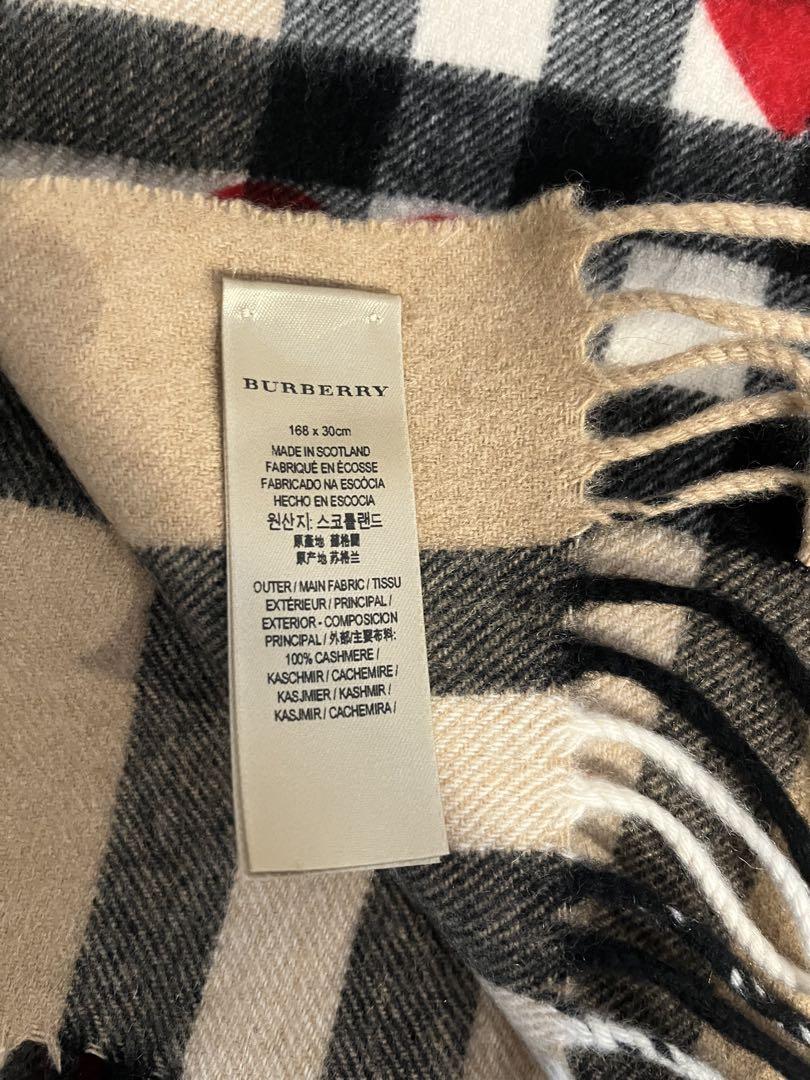 BURBERRY
168 x 30cm
MADE IN SCOTLAND
FABRIQUÉ EN ÉCOSSE
FABRICADO NA ESCÓCIA
HECHO EN ESCOCIA
원산지: 스코틀랜드
原產地 蘇格蘭
原产地 苏格兰
OUTER / MAIN FABRIC / TISSU
EXTÉRIEUR / PRINCIPAL /
EXTERIOR - COMPOSICION
PRINCIPAL / 外部/主要布料:
100% CASHMERE /
KASCHMIR / CACHEMIRE /
KASJMIER / KASHMIR /
KASJMIR / CACHEMIRA /